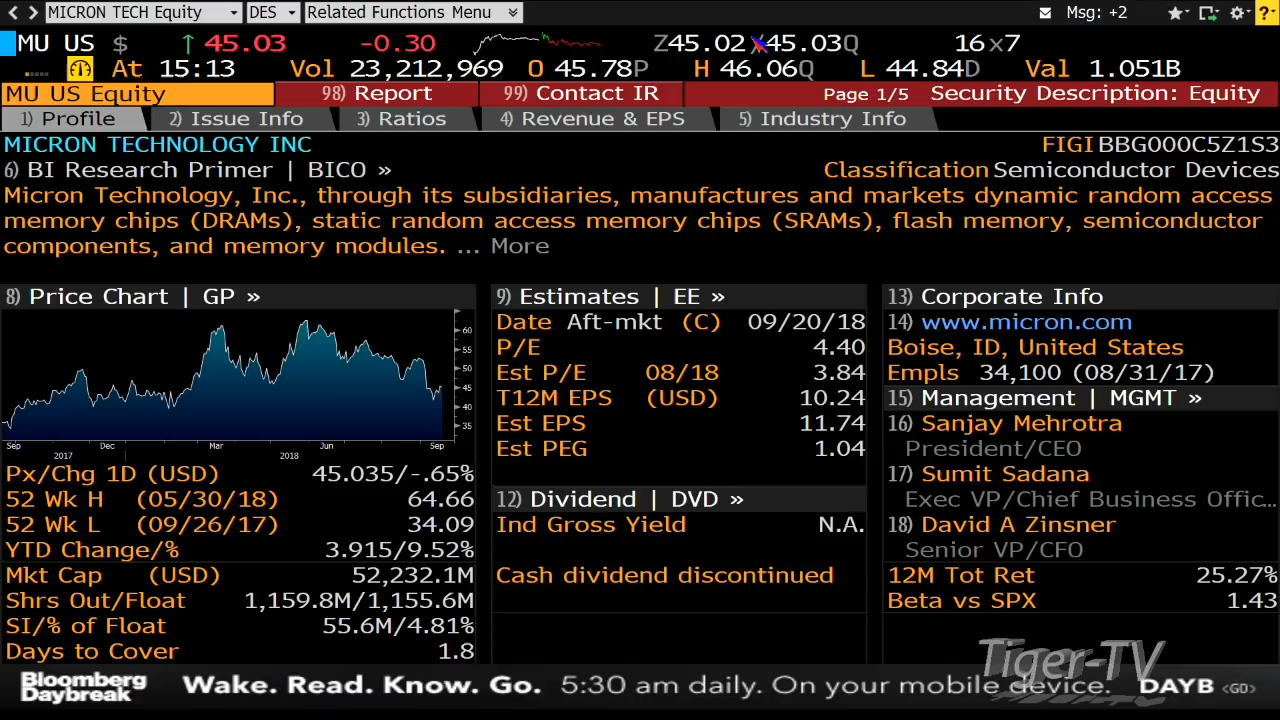 MICRON TECH Equity DES Related Functions Menu Msg: +2
MU US $ ↑ 45.03 -0.30 Z45.02/45.03Q 16x7
At 15:13 Vol 23,212,969 O 45.78P H 46.06Q L 44.84D Val 1.051B
MU US Equity 98) Report 99) Contact IR Page 1/5 Security Description: Equity
1) Profile 2) Issue Info 3) Ratios 4) Revenue & EPS 5) Industry Info
MICRON TECHNOLOGY INC FIGI BBG000C5Z1S3
6) BI Research Primer | BICO » Classification Semiconductor Devices
Micron Technology, Inc., through its subsidiaries, manufactures and markets dynamic random access
memory chips (DRAMs), static random access memory chips (SRAMs), flash memory, semiconductor
components, and memory modules. ... More
8) Price Chart | GP »
60
55
50
45
40
35
Sep Dec Mar Jun Sep
2017 2018
Px/Chg 1D (USD) 45.035/-.65%
52 Wk H (05/30/18) 64.66
52 Wk L (09/26/17) 34.09
YTD Change/% 3.915/9.52%
Mkt Cap (USD) 52,232.1M
Shrs Out/Float 1,159.8M/1,155.6M
SI/% of Float 55.6M/4.81%
Days to Cover 1.8
9) Estimates | EE »
Date Aft-mkt (C) 09/20/18
P/E 4.40
Est P/E 08/18 3.84
T12M EPS (USD) 10.24
Est EPS 11.74
Est PEG 1.04
12) Dividend | DVD »
Ind Gross Yield N.A.
Cash dividend discontinued
13) Corporate Info
14) www.micron.com
Boise, ID, United States
Empls 34,100 (08/31/17)
15) Management | MGMT »
16) Sanjay Mehrotra
President/CEO
17) Sumit Sadana
Exec VP/Chief Business Offic...
18) David A Zinsner
Senior VP/CFO
12M Tot Ret 25.27%
Beta vs SPX 1.43
Tiger-TV
Bloomberg
Daybreak
Wake. Read. Know. Go. 5:30 am daily. On your mobile device. DAYB <GO>